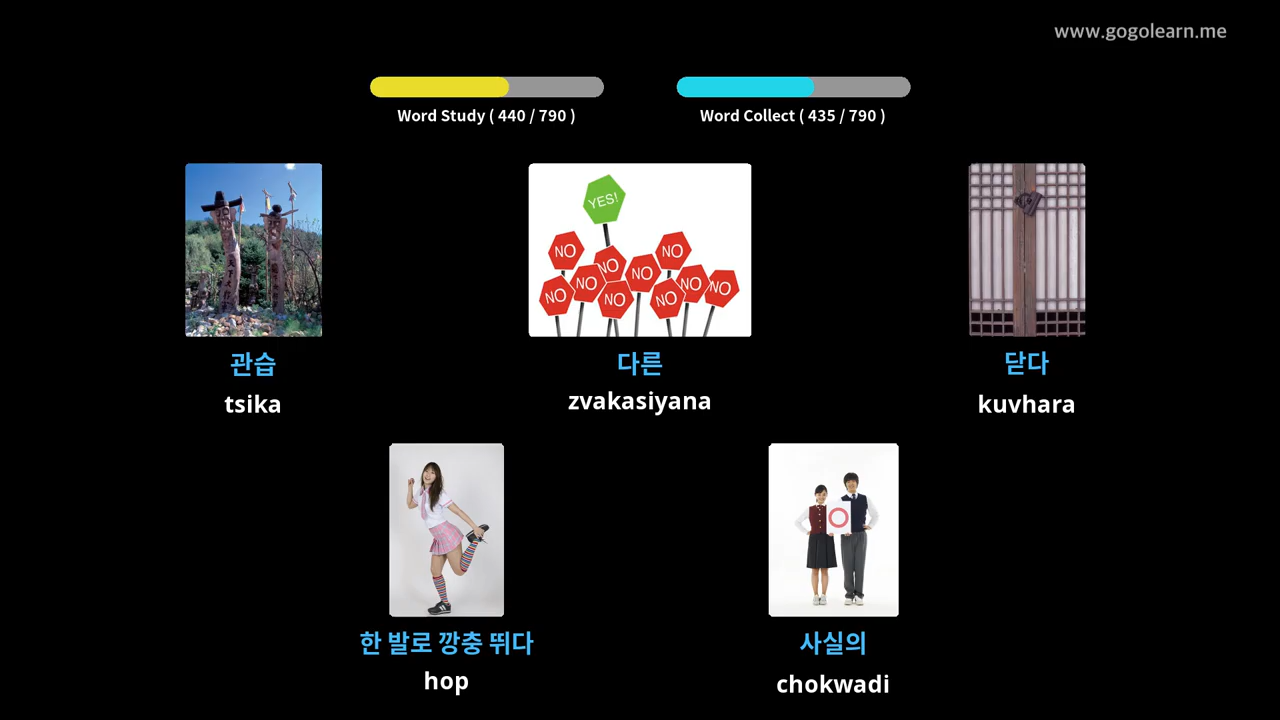 www.gogolearn.me
Word Study ( 440 / 790 )
Word Collect ( 435 / 790 )
YES!
NO
NO
NO
NO
NO
NO
NO
NO
NO
NO
관습
다른
닫다
tsika
zvakasiyana
kuvhara
한 발로 깡충 뛰다
사실의
hop
chokwadi